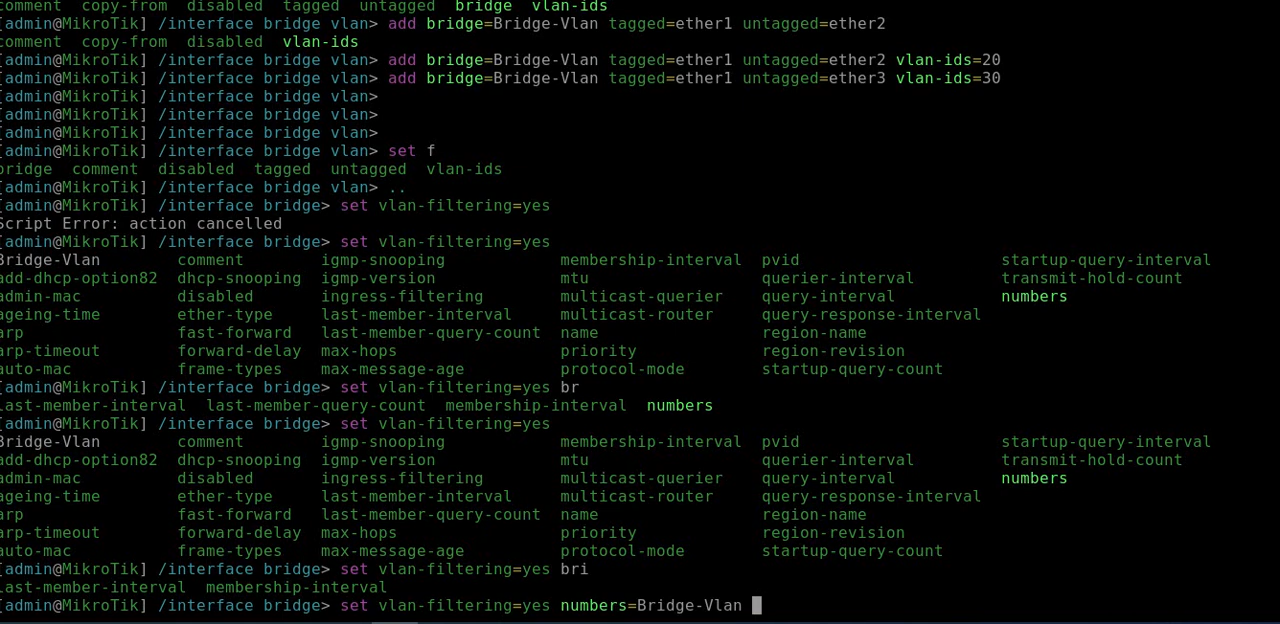 comment  copy-from  disabled  tagged  untagged  bridge  vlan-ids
[admin@MikroTik] /interface bridge vlan> add bridge=Bridge-Vlan tagged=ether1 untagged=ether2
comment  copy-from  disabled  vlan-ids
[admin@MikroTik] /interface bridge vlan> add bridge=Bridge-Vlan tagged=ether1 untagged=ether2 vlan-ids=20
[admin@MikroTik] /interface bridge vlan> add bridge=Bridge-Vlan tagged=ether1 untagged=ether3 vlan-ids=30
[admin@MikroTik] /interface bridge vlan>
[admin@MikroTik] /interface bridge vlan>
[admin@MikroTik] /interface bridge vlan>
[admin@MikroTik] /interface bridge vlan> set f
bridge  comment  disabled  tagged  untagged  vlan-ids
[admin@MikroTik] /interface bridge vlan> ..
[admin@MikroTik] /interface bridge> set vlan-filtering=yes
Script Error: action cancelled
[admin@MikroTik] /interface bridge> set vlan-filtering=yes
Bridge-Vlan  comment  igmp-snooping  membership-interval  pvid  startup-query-interval
add-dhcp-option82  dhcp-snooping  igmp-version  mtu  querier-interval  transmit-hold-count
admin-mac  disabled  ingress-filtering  multicast-querier  query-interval  numbers
ageing-time  ether-type  last-member-interval  multicast-router  query-response-interval
arp  fast-forward  last-member-query-count  name  region-name
arp-timeout  forward-delay  max-hops  priority  region-revision
auto-mac  frame-types  max-message-age  protocol-mode  startup-query-count
[admin@MikroTik] /interface bridge> set vlan-filtering=yes br
last-member-interval  last-member-query-count  membership-interval  numbers
[admin@MikroTik] /interface bridge> set vlan-filtering=yes
Bridge-Vlan  comment  igmp-snooping  membership-interval  pvid  startup-query-interval
add-dhcp-option82  dhcp-snooping  igmp-version  mtu  querier-interval  transmit-hold-count
admin-mac  disabled  ingress-filtering  multicast-querier  query-interval  numbers
ageing-time  ether-type  last-member-interval  multicast-router  query-response-interval
arp  fast-forward  last-member-query-count  name  region-name
arp-timeout  forward-delay  max-hops  priority  region-revision
auto-mac  frame-types  max-message-age  protocol-mode  startup-query-count
[admin@MikroTik] /interface bridge> set vlan-filtering=yes bri
last-member-interval  membership-interval
[admin@MikroTik] /interface bridge> set vlan-filtering=yes numbers=Bridge-Vlan